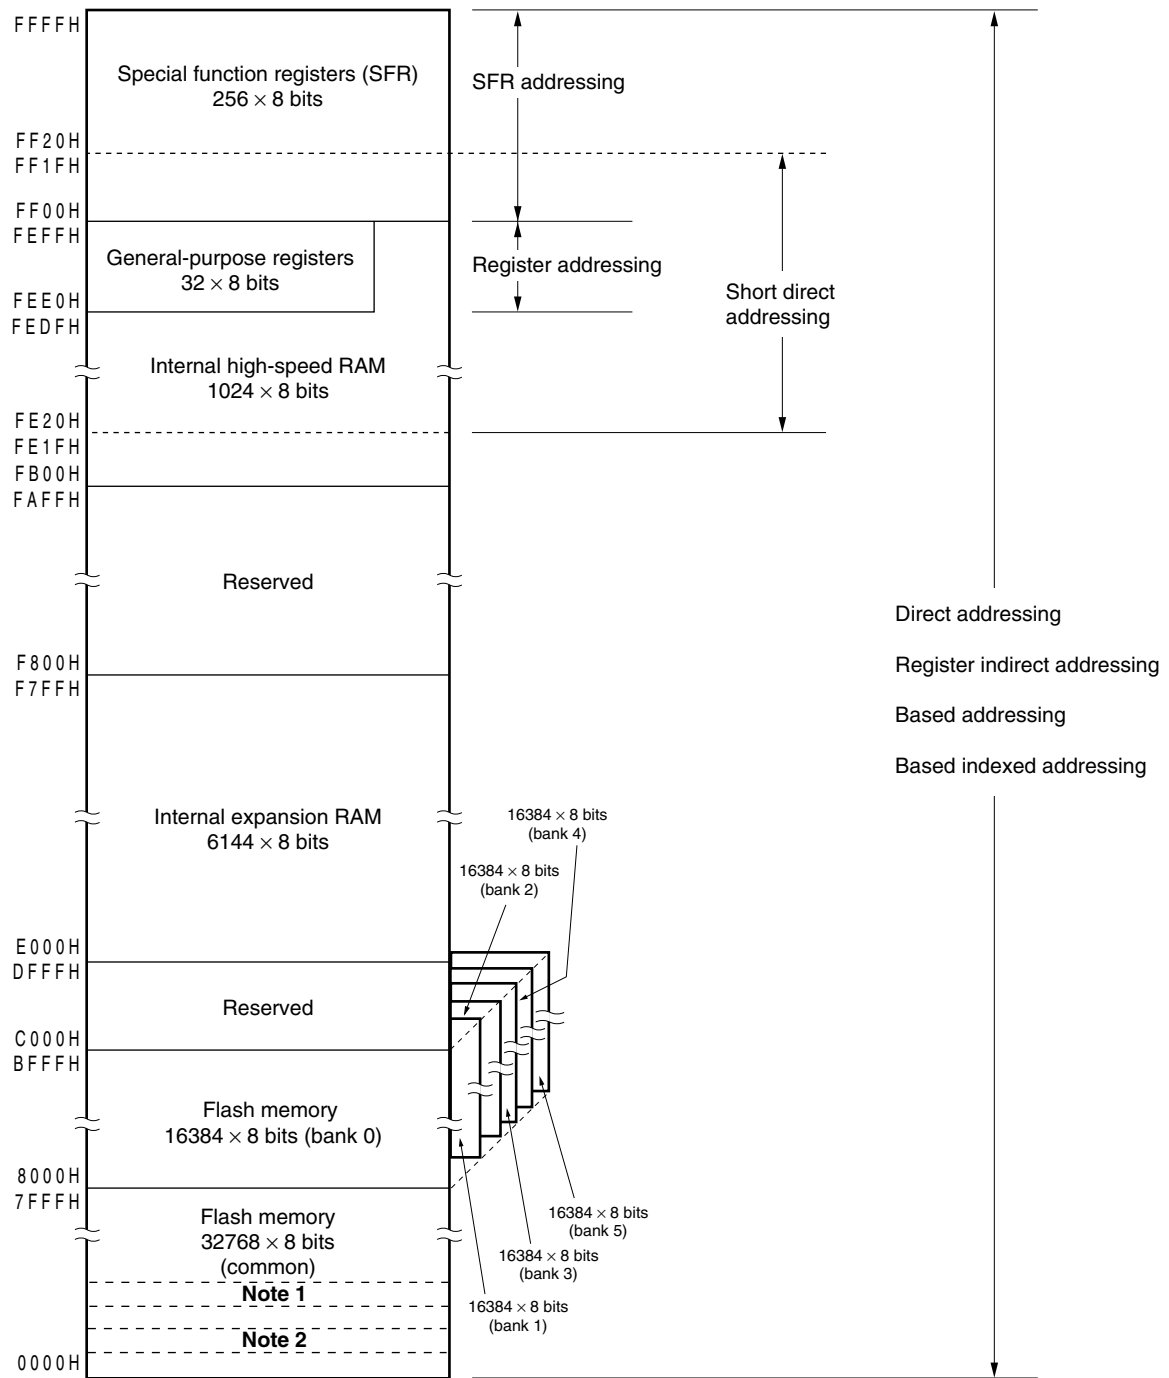 FFFFH
Special function registers (SFR)
256 × 8 bits
SFR addressing
FF20H
FF1FH
FF00H
FEFFH
General-purpose registers
32 × 8 bits
Register addressing
Short direct
addressing
FEE0H
FEDFH
Internal high-speed RAM
1024 × 8 bits
FE20H
FE1FH
FB00H
FAFFH
Reserved
Direct addressing
Register indirect addressing
Based addressing
Based indexed addressing
F800H
F7FFH
Internal expansion RAM
6144 × 8 bits
16384 × 8 bits
(bank 4)
16384 × 8 bits
(bank 2)
E000H
DFFFH
Reserved
C000H
BFFFH
Flash memory
16384 × 8 bits (bank 0)
8000H
7FFFH
Flash memory
32768 × 8 bits
(common)
16384 × 8 bits
(bank 5)
16384 × 8 bits
(bank 3)
16384 × 8 bits
(bank 1)
Note 1
Note 2
0000H